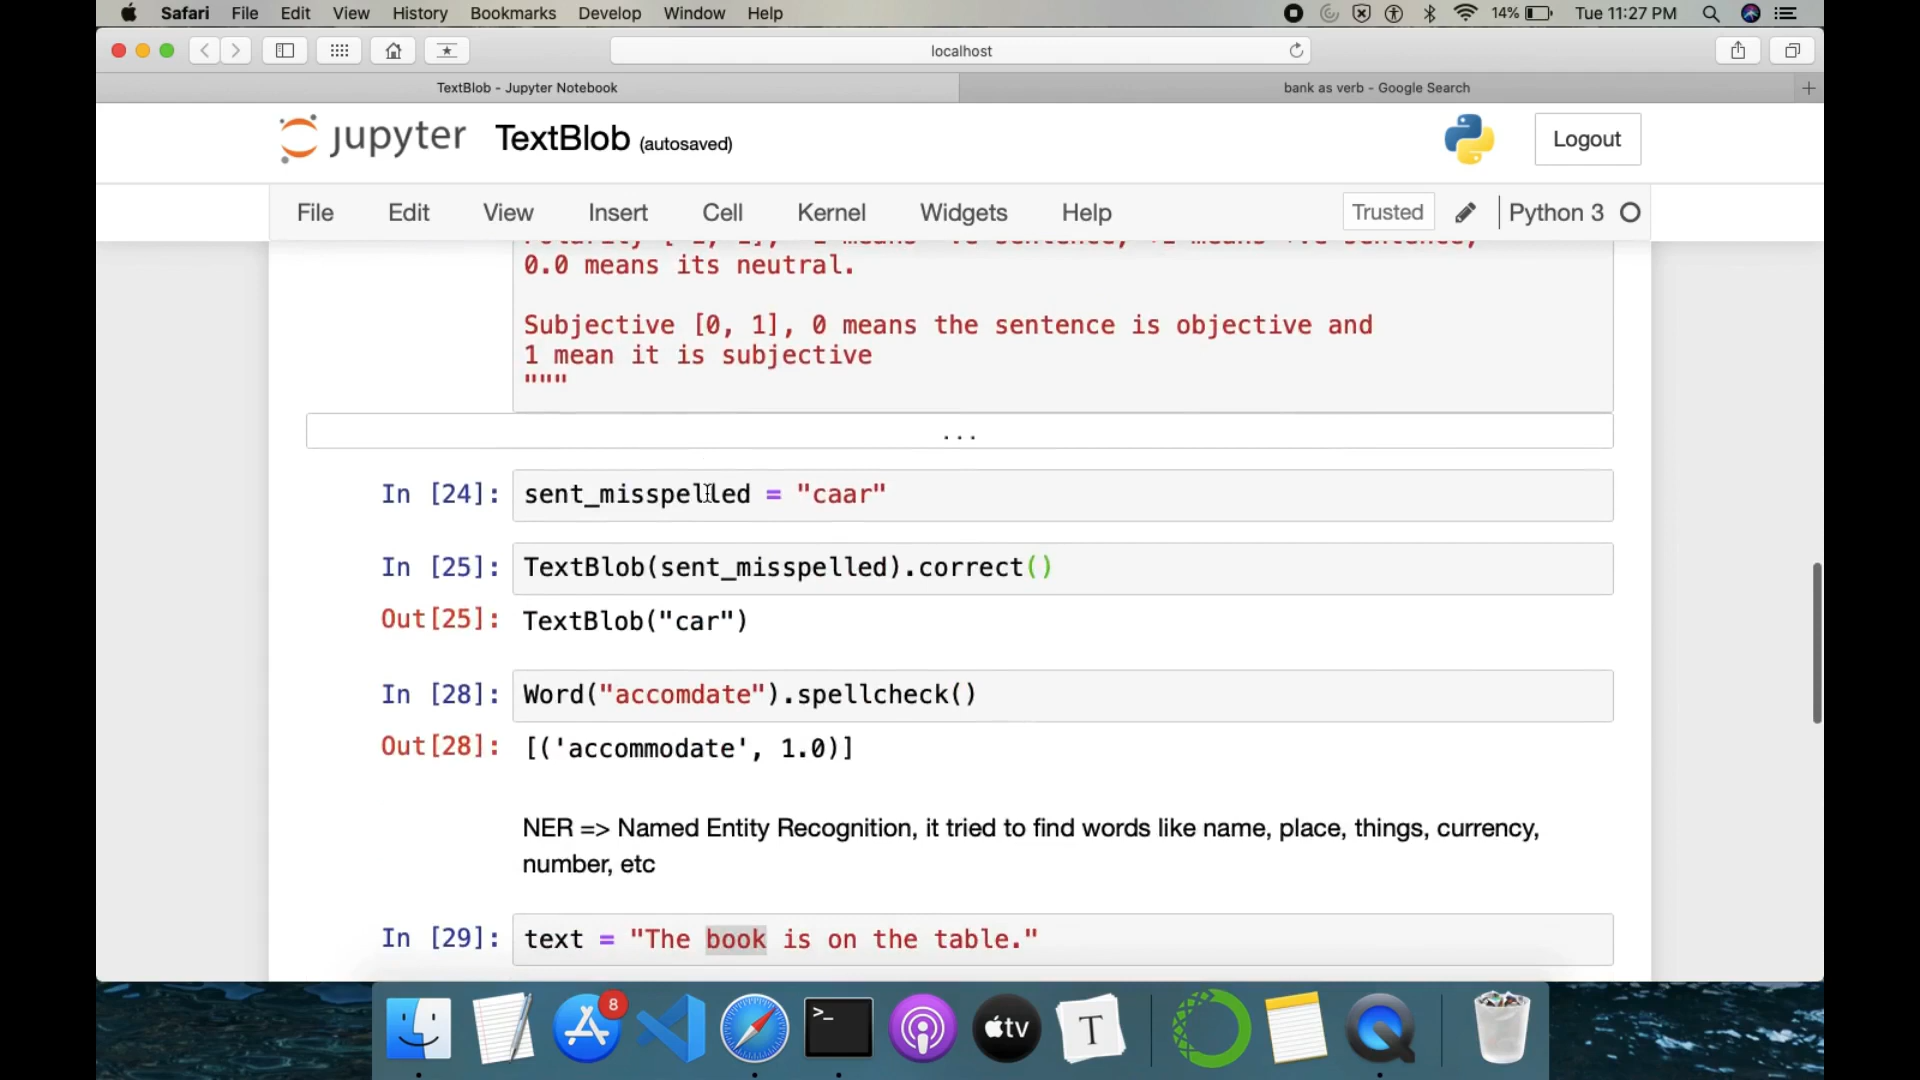 Safari File Edit View History Bookmarks Develop Window Help 14% Tue 11:27 PM
localhost
TextBlob - Jupyter Notebook bank as verb - Google Search
jupyter TextBlob (autosaved) Logout
File Edit View Insert Cell Kernel Widgets Help Trusted Python 3
0.0 means its neutral.
Subjective [0, 1], 0 means the sentence is objective and
1 mean it is subjective
"""
...
In [24]: sent_misspelled = "caar"
In [25]: TextBlob(sent_misspelled).correct()
Out[25]: TextBlob("car")
In [28]: Word("accomdate").spellcheck()
Out[28]: [('accommodate', 1.0)]
NER => Named Entity Recognition, it tried to find words like name, place, things, currency,
number, etc
In [29]: text = "The book is on the table."
8 >_ tv T